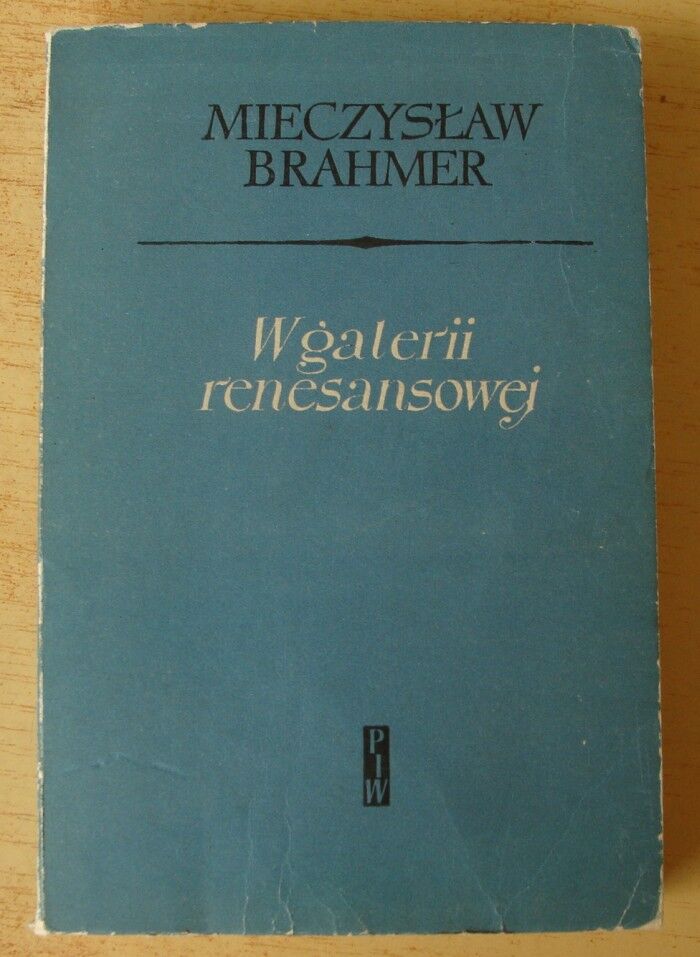 MIECZYSŁAW
BRAHMER
W galerii
renesansowej
P
I
W